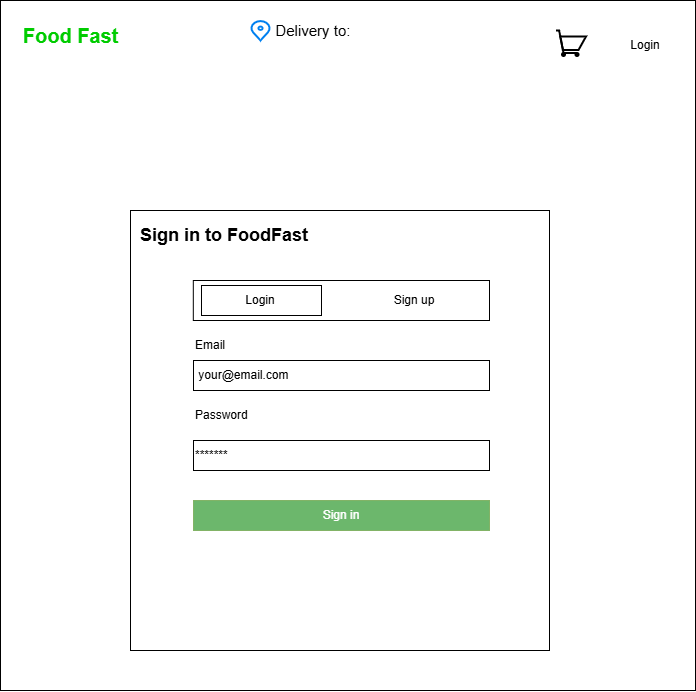 Food Fast
Delivery to:
Login
Sign in to FoodFast
Login
Sign up
Email
your@email.com
Password
*******
Sign in